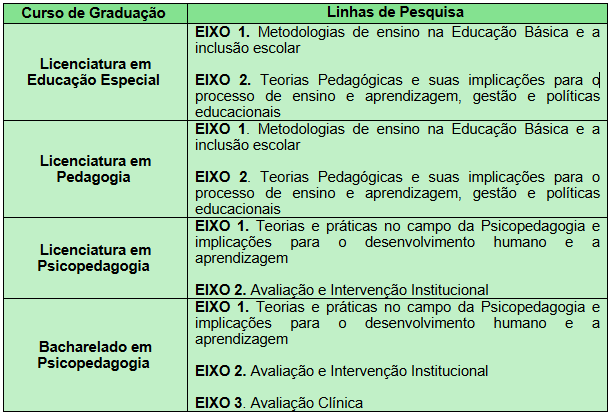 Curso de Graduação
Linhas de Pesquisa
Licenciatura em
Educação Especial
EIXO 1. Metodologias de ensino na Educação Básica e a
inclusão escolar
EIXO 2. Teorias Pedagógicas e suas implicações para o
processo de ensino e aprendizagem, gestão e políticas
educacionais
Licenciatura em
Pedagogia
EIXO 1. Metodologias de ensino na Educação Básica e a
inclusão escolar
EIXO 2. Teorias Pedagógicas e suas implicações para o
processo de ensino e aprendizagem, gestão e políticas
educacionais
Licenciatura em
Psicopedagogia
EIXO 1. Teorias e práticas no campo da Psicopedagogia e
implicações para o desenvolvimento humano e a
aprendizagem
EIXO 2. Avaliação e Intervenção Institucional
Bacharelado em
Psicopedagogia
EIXO 1. Teorias e práticas no campo da Psicopedagogia e
implicações para o desenvolvimento humano e a
aprendizagem
EIXO 2. Avaliação e Intervenção Institucional
EIXO 3. Avaliação Clínica